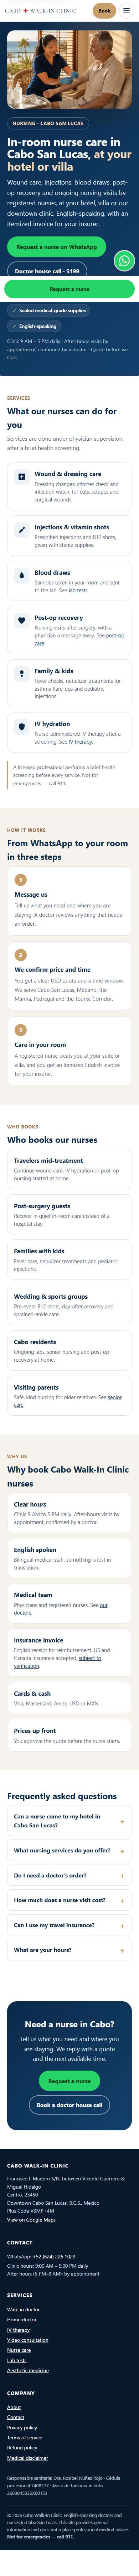 CABO + WALK-IN CLINIC
Book
NURSING · CABO SAN LUCAS
In-room nurse care in
Cabo San Lucas, at your
hotel or villa
Wound care, injections, blood draws, post-
op recovery and ongoing nursing visits by
registered nurses, in your room or at our
downtown clinic. English-speaking, with an
itemized invoice for your insurer.
Request a nurse on WhatsApp
Doctor house call · $199
Request a nurse
✓ Sealed medical-grade supplies
✓ English-speaking
Clinic 9 AM – 5 PM daily · After-hours visits by
appointment, confirmed by a doctor · Quote before we
start
SERVICES
What our nurses can do for
you
Services are done under physician supervision,
after a brief health screening.
Wound & dressing care
Dressing changes, stitches check and
infection watch, for cuts, scrapes and
surgical wounds.
Injections & vitamin shots
Prescribed injections and B12 shots,
given with sterile supplies.
Blood draws
Samples taken in your room and sent
to the lab. See lab tests.
Post-op recovery
Nursing visits after surgery, with a
physician a message away. See post-op
care.
Family & kids
Fever checks, nebulizer treatments for
asthma flare-ups and pediatric
injections.
IV hydration
Nurse-administered IV therapy after a
screening. See IV therapy.
A licensed professional performs a brief health
screening before every service. Not for
emergencies — call 911.
HOW IT WORKS
From WhatsApp to your room
in three steps
1
Message us
Tell us what you need and where you are
staying. A doctor reviews anything that needs
an order.
2
We confirm price and time
You get a clear USD quote and a time window.
We serve Cabo San Lucas, Médano, the
Marina, Pedregal and the Tourist Corridor.
3
Care in your room
A registered nurse treats you at your suite or
villa, and you get an itemized English invoice
for your insurer.
WHO BOOKS
Who books our nurses
Travelers mid-treatment
Continue wound care, IV hydration or post-op
nursing started at home.
Post-surgery guests
Recover in quiet in-room care instead of a
hospital stay.
Families with kids
Fever care, nebulizer treatments and pediatric
injections.
Wedding & sports groups
Pre-event B12 shots, day-after recovery and
sprained-ankle care.
Cabo residents
Ongoing labs, senior nursing and post-op
recovery at home.
Visiting parents
Safe, kind nursing for older relatives. See senior
care.
WHY US
Why book Cabo Walk-In Clinic
nurses
Clear hours
Clinic 9 AM to 5 PM daily. After-hours visits by
appointment, confirmed by a doctor.
English spoken
Bilingual medical staff, so nothing is lost in
translation.
Medical team
Physicians and registered nurses. See our
doctors.
Insurance invoice
English receipt for reimbursement. US and
Canada insurance accepted, subject to
verification.
Cards & cash
Visa, Mastercard, Amex, USD or MXN.
Prices up front
You approve the quote before the nurse starts.
Frequently asked questions
Can a nurse come to my hotel in
Cabo San Lucas?
+
What nursing services do you offer?
+
Do I need a doctor's order?
+
How much does a nurse visit cost?
+
Can I use my travel insurance?
+
What are your hours?
+
Need a nurse in Cabo?
Tell us what you need and where you
are staying. We reply with a quote
and the next available time.
Request a nurse
Book a doctor house call
CABO WALK-IN CLINIC
Francisco I. Madero S/N, between Vicente Guerrero &
Miguel Hidalgo
Centro, 23450
Downtown Cabo San Lucas, B.C.S., Mexico
Plus Code V3MP+4M
View on Google Maps
CONTACT
WhatsApp: +52 (624) 226 1023
Clinic hours: 9:00 AM – 5:00 PM daily
After hours (5 PM–8 AM): by appointment
SERVICES
Walk-in doctor
Home doctor
IV therapy
Video consultation
Nurse care
Lab tests
Aesthetic medicine
COMPANY
About
Contact
Privacy policy
Terms of service
Refund policy
Medical disclaimer
Responsable sanitaria: Dra. Rosibel Núñez Rojo · Cédula
profesional 7408277 · Aviso de funcionamiento
© 2026 Cabo Walk-in Clinic. English-speaking doctors and
nurses in Cabo San Lucas. This site provides general
information and does not replace professional medical advice.
Not for emergencies — call 911.